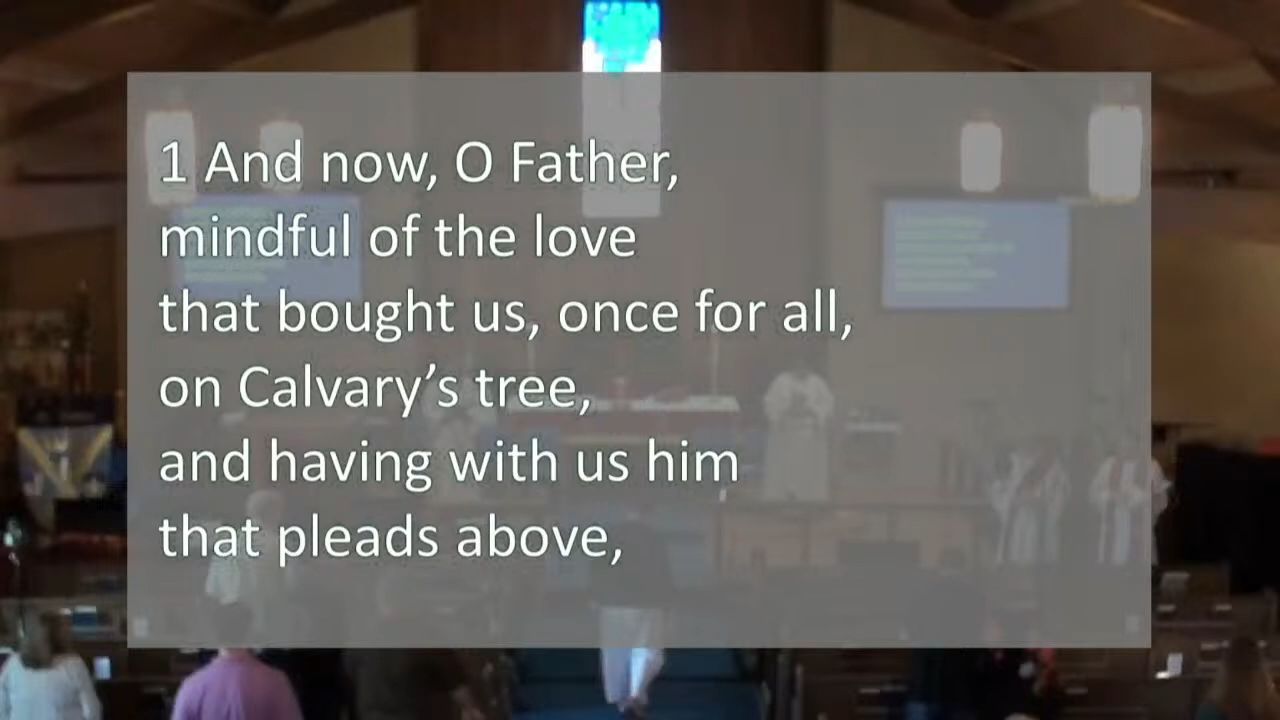 1 And now, O Father,
mindful of the love
that bought us, once for all,
on Calvary’s tree,
and having with us him
that pleads above,